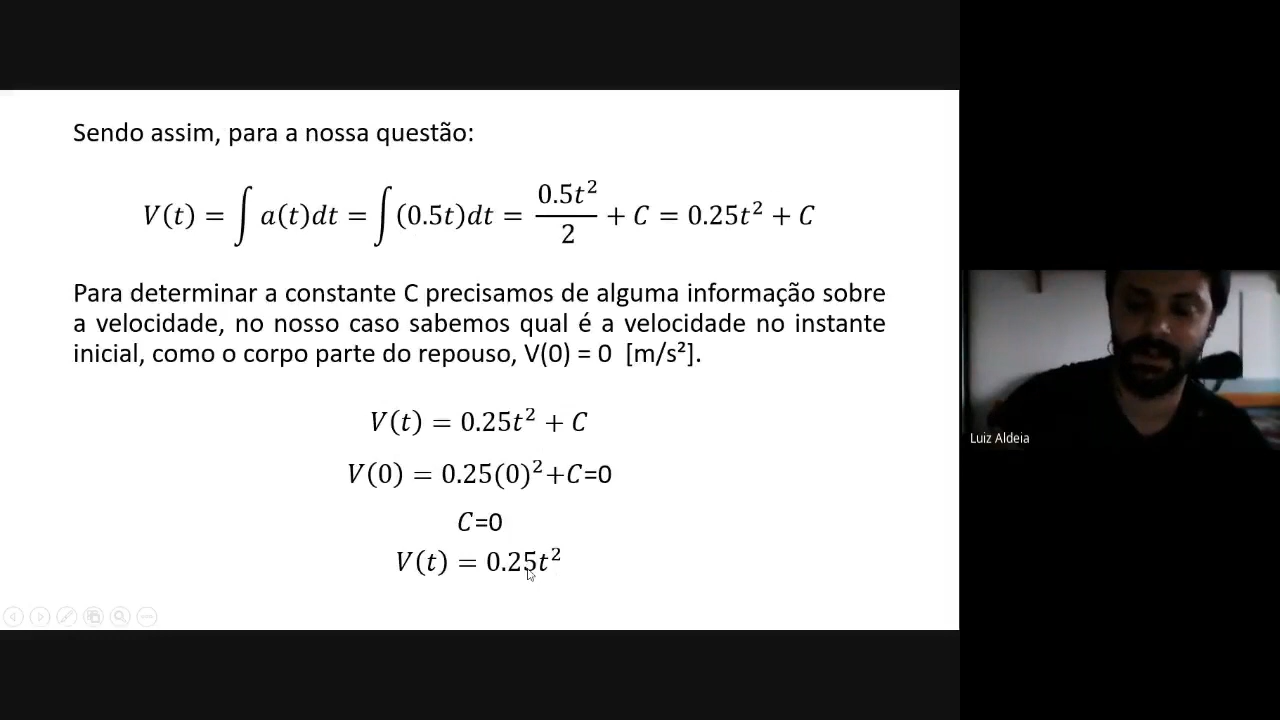 Sendo assim, para a nossa questão:
V(t) = ∫ a(t)dt = ∫(0.5t)dt = 0.5t²/2 + C = 0.25t² + C
Para determinar a constante C precisamos de alguma informação sobre
a velocidade, no nosso caso sabemos qual é a velocidade no instante
inicial, como o corpo parte do repouso, V(0) = 0 [m/s²].
V(t) = 0.25t² + C
V(0) = 0.25(0)²+C=0
C=0
V(t) = 0.25t²
Luiz Aldeia